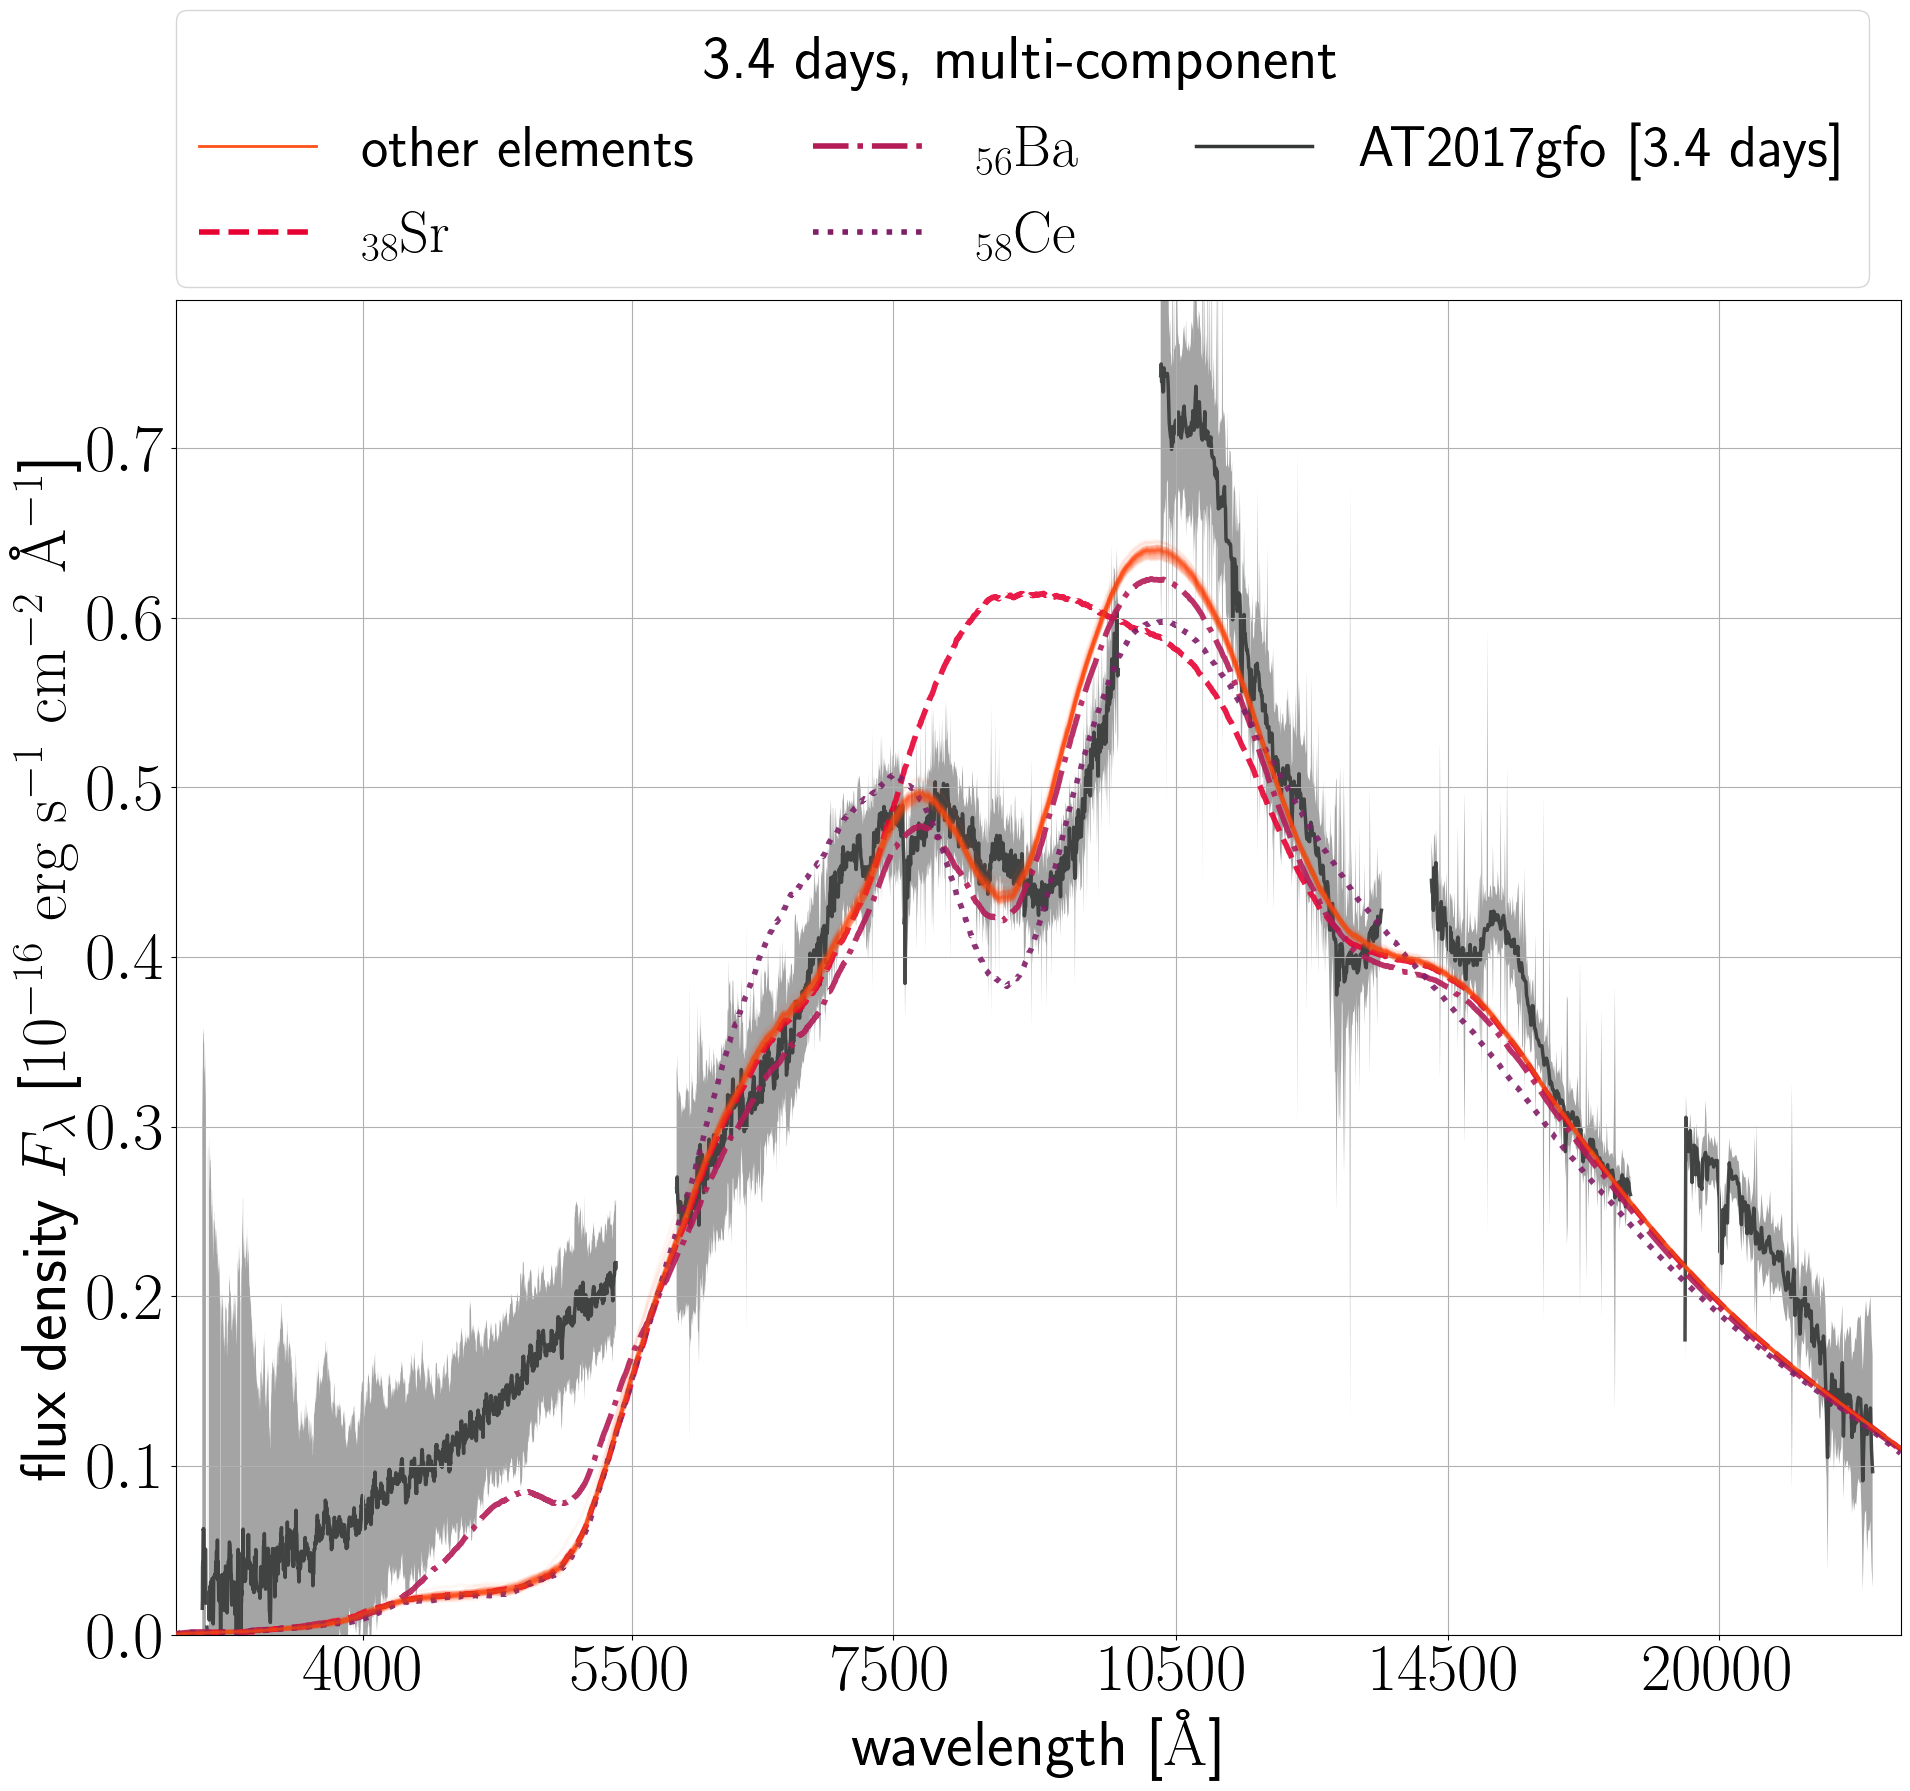 3.4 days, multi-component
other elements
₅₆Ba
AT2017gfo [3.4 days]
₃₈Sr
₅₈Ce
flux density F_λ [10⁻¹⁶ erg s⁻¹ cm⁻² Å⁻¹]
0.7
0.6
0.5
0.4
0.3
0.2
0.1
0.0
4000 5500 7500 10500 14500 20000
wavelength [Å]